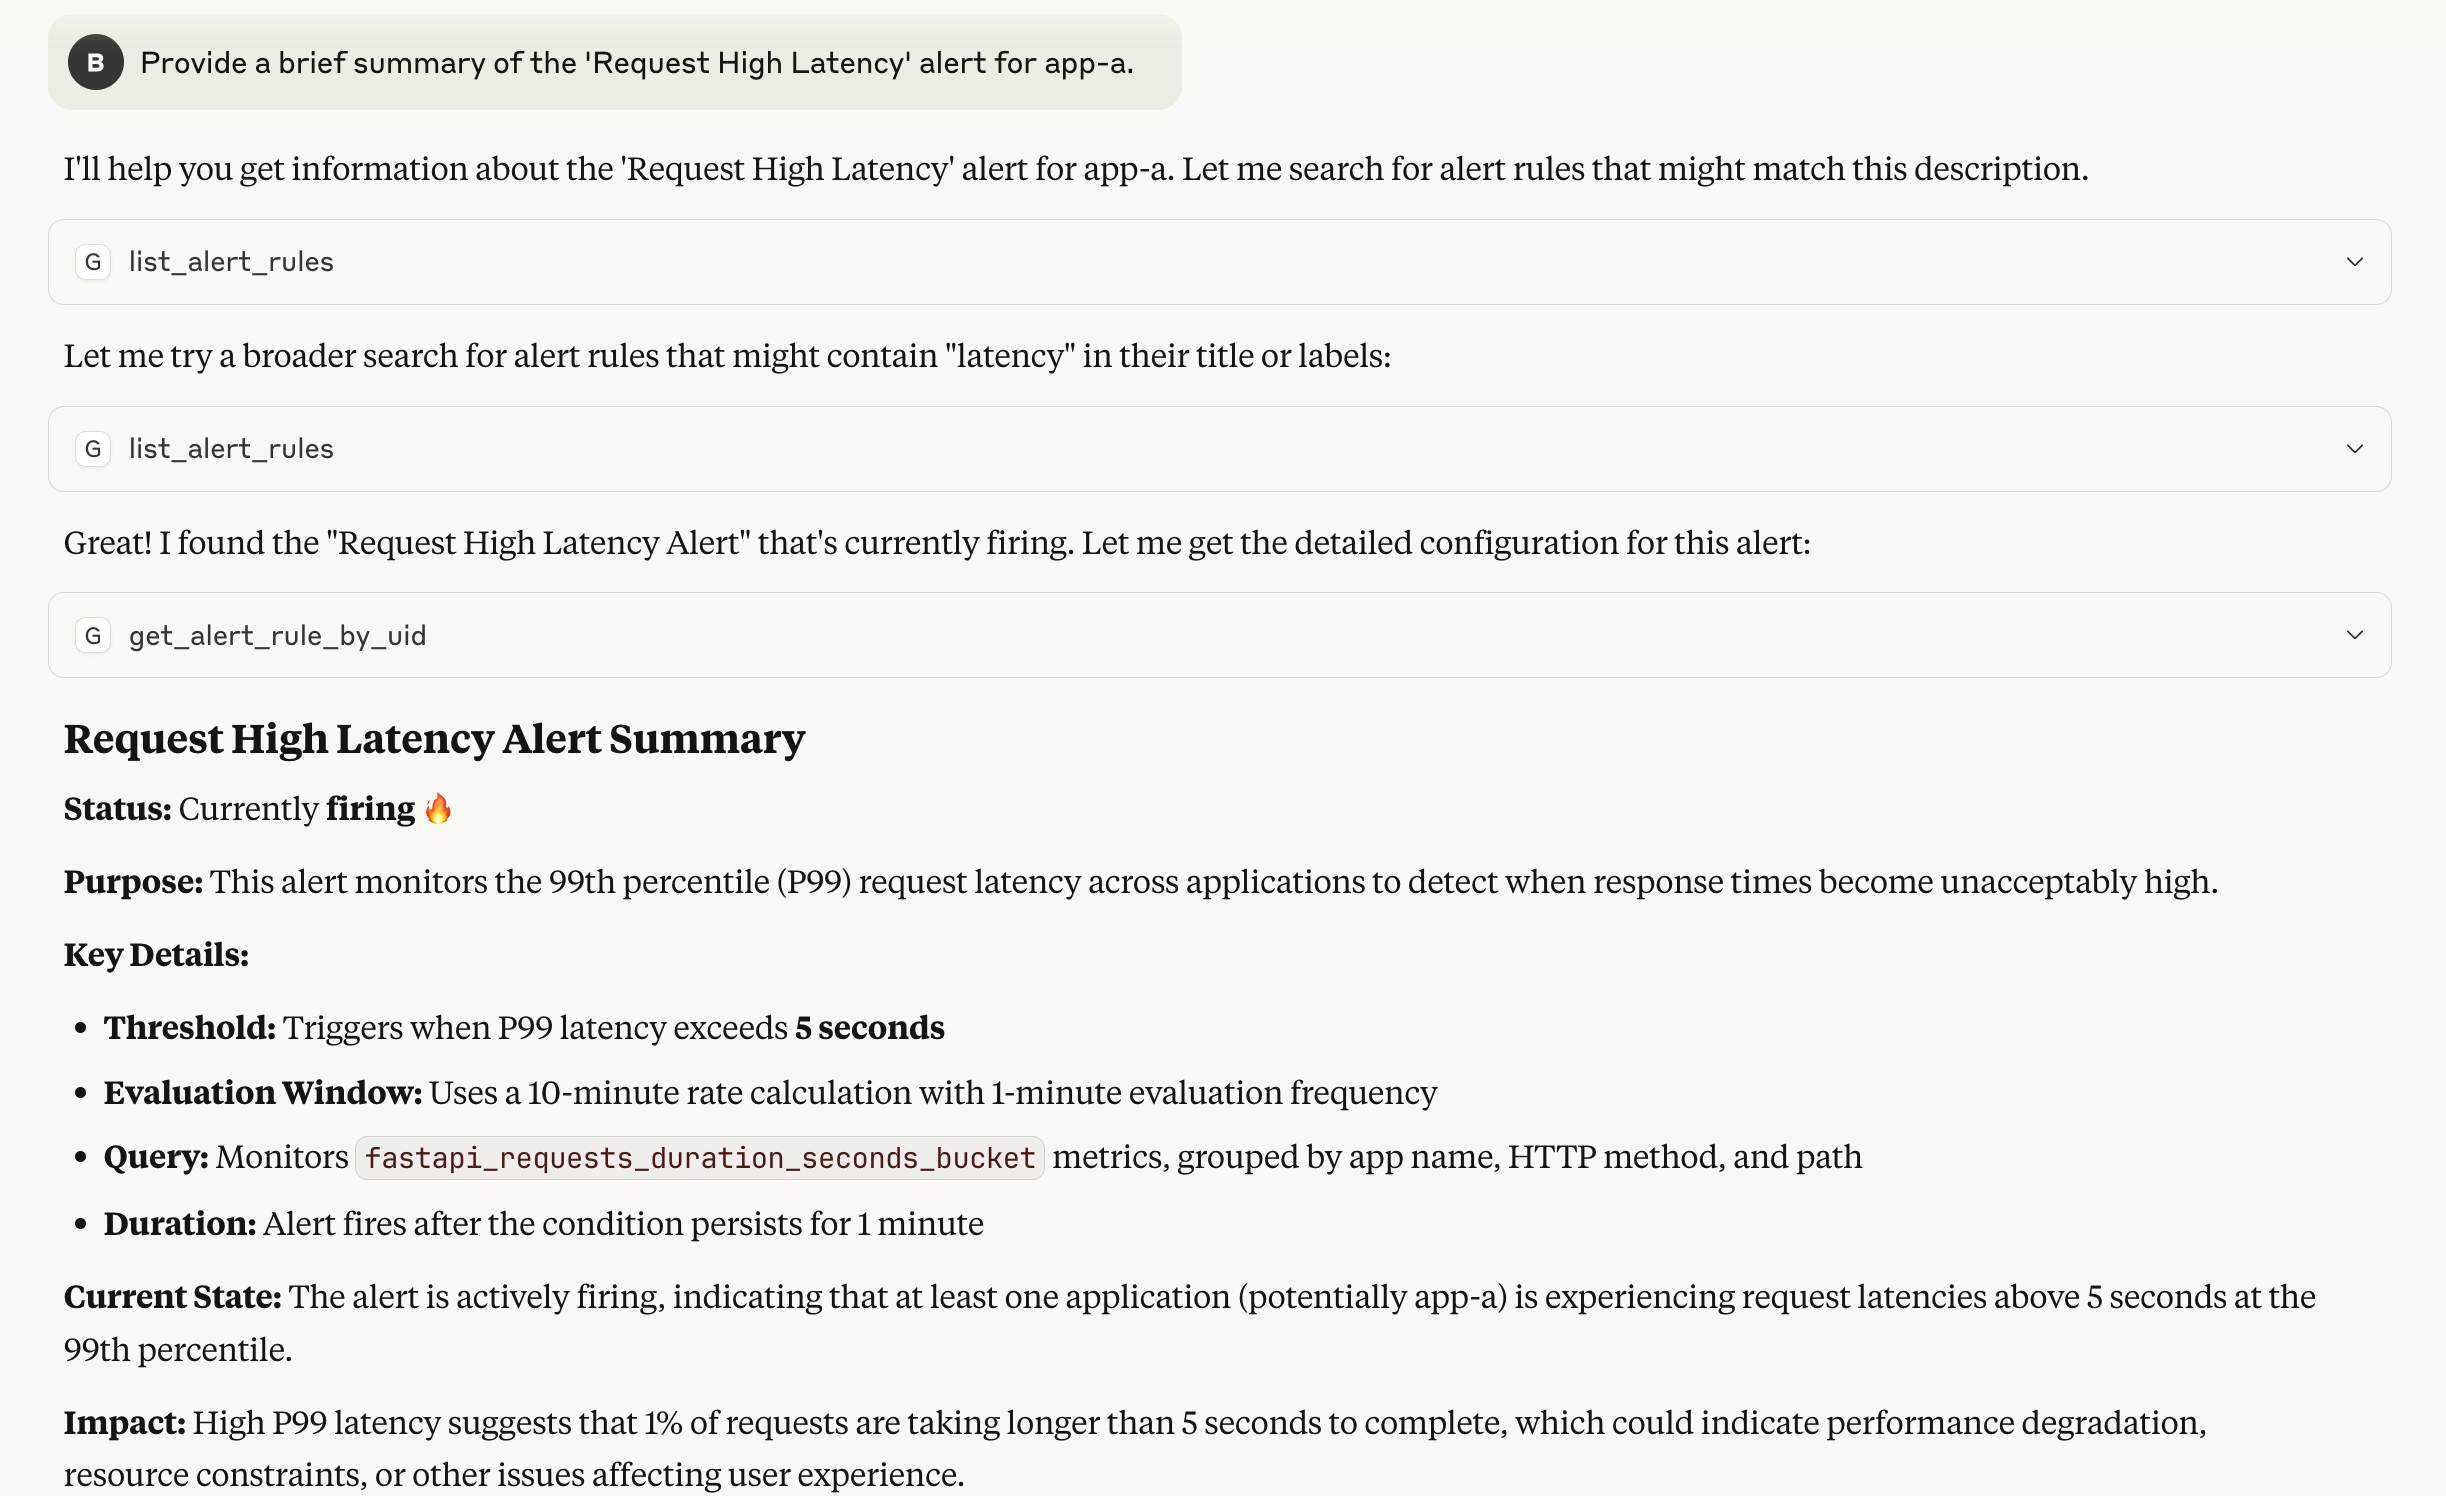 B Provide a brief summary of the 'Request High Latency' alert for app-a.
I'll help you get information about the 'Request High Latency' alert for app-a. Let me search for alert rules that might match this description.
G list_alert_rules
Let me try a broader search for alert rules that might contain "latency" in their title or labels:
G list_alert_rules
Great! I found the "Request High Latency Alert" that's currently firing. Let me get the detailed configuration for this alert:
G get_alert_rule_by_uid
Request High Latency Alert Summary
Status: Currently firing 🔥
Purpose: This alert monitors the 99th percentile (P99) request latency across applications to detect when response times become unacceptably high.
Key Details:
• Threshold: Triggers when P99 latency exceeds 5 seconds
• Evaluation Window: Uses a 10-minute rate calculation with 1-minute evaluation frequency
• Query: Monitors fastapi_requests_duration_seconds_bucket metrics, grouped by app name, HTTP method, and path
• Duration: Alert fires after the condition persists for 1 minute
Current State: The alert is actively firing, indicating that at least one application (potentially app-a) is experiencing request latencies above 5 seconds at the
99th percentile.
Impact: High P99 latency suggests that 1% of requests are taking longer than 5 seconds to complete, which could indicate performance degradation,
resource constraints, or other issues affecting user experience.